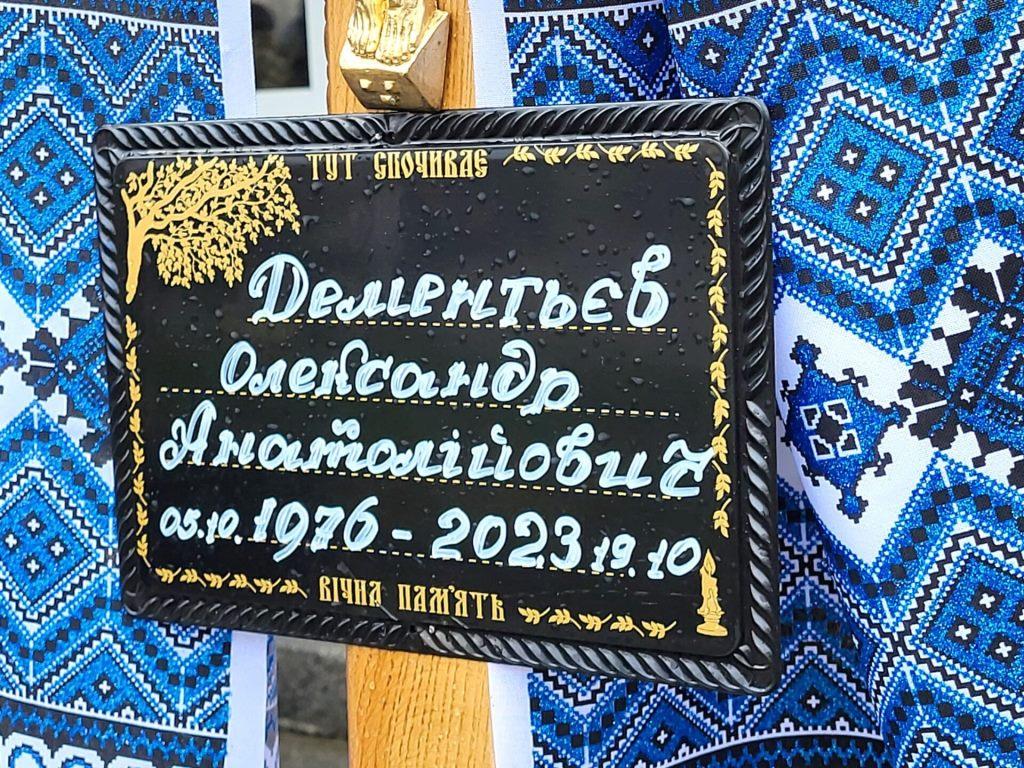 ТУТ СПОЧИВАЄ
Дементьєв
Олександр
Анатолійович
05.10.1976 - 2023 19.10
ВІЧНА ПАМ'ЯТЬ